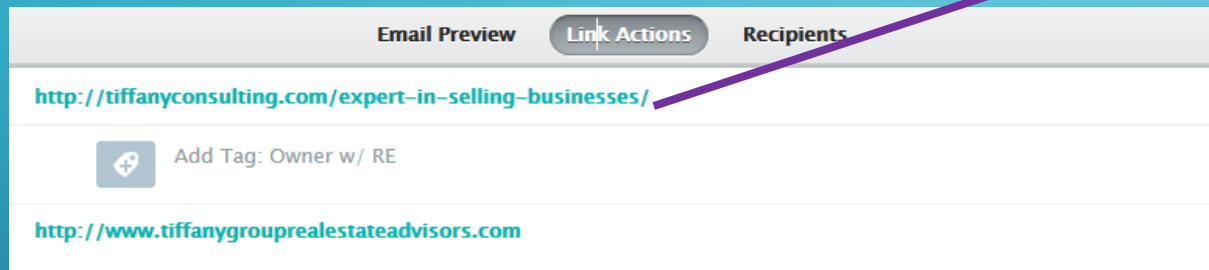 Email Preview Link Actions Recipients
http://tiffanyconsulting.com/expert-in-selling-businesses/
Add Tag: Owner w/ RE
http://www.tiffanygrouprealestateadvisors.com